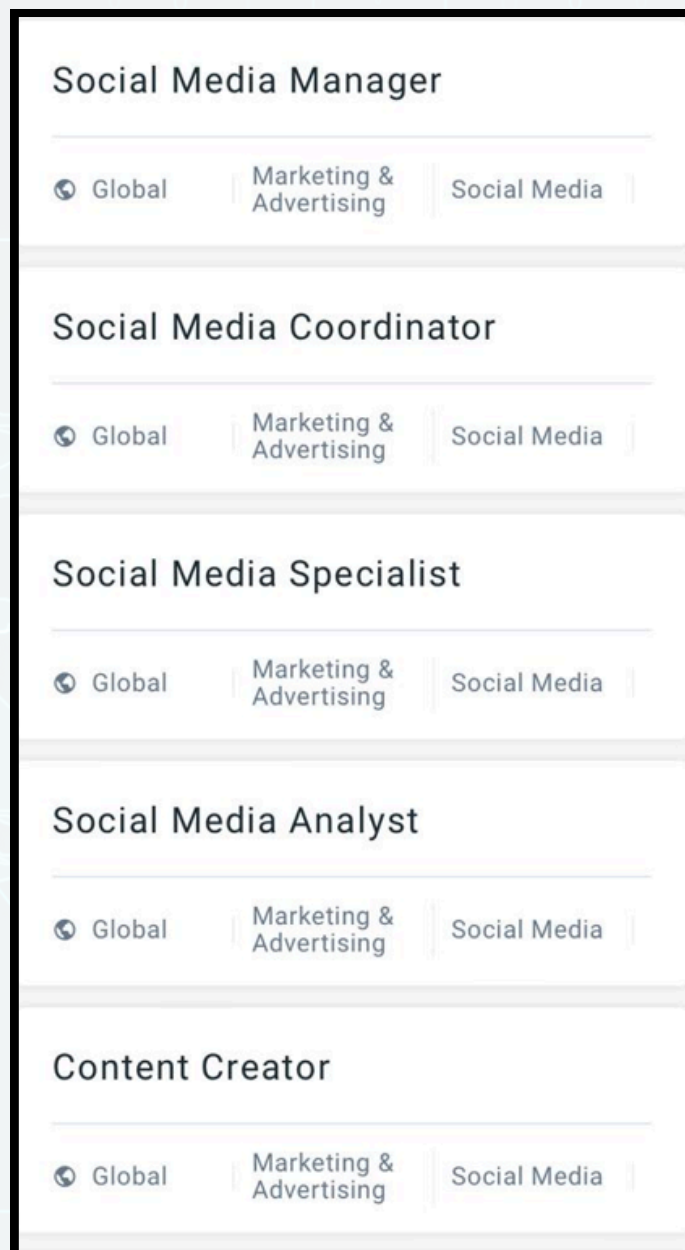 Social Media Manager
Global
Marketing &
Advertising
Social Media
Social Media Coordinator
Global
Marketing &
Advertising
Social Media
Social Media Specialist
Global
Marketing &
Advertising
Social Media
Social Media Analyst
Global
Marketing &
Advertising
Social Media
Content Creator
Global
Marketing &
Advertising
Social Media